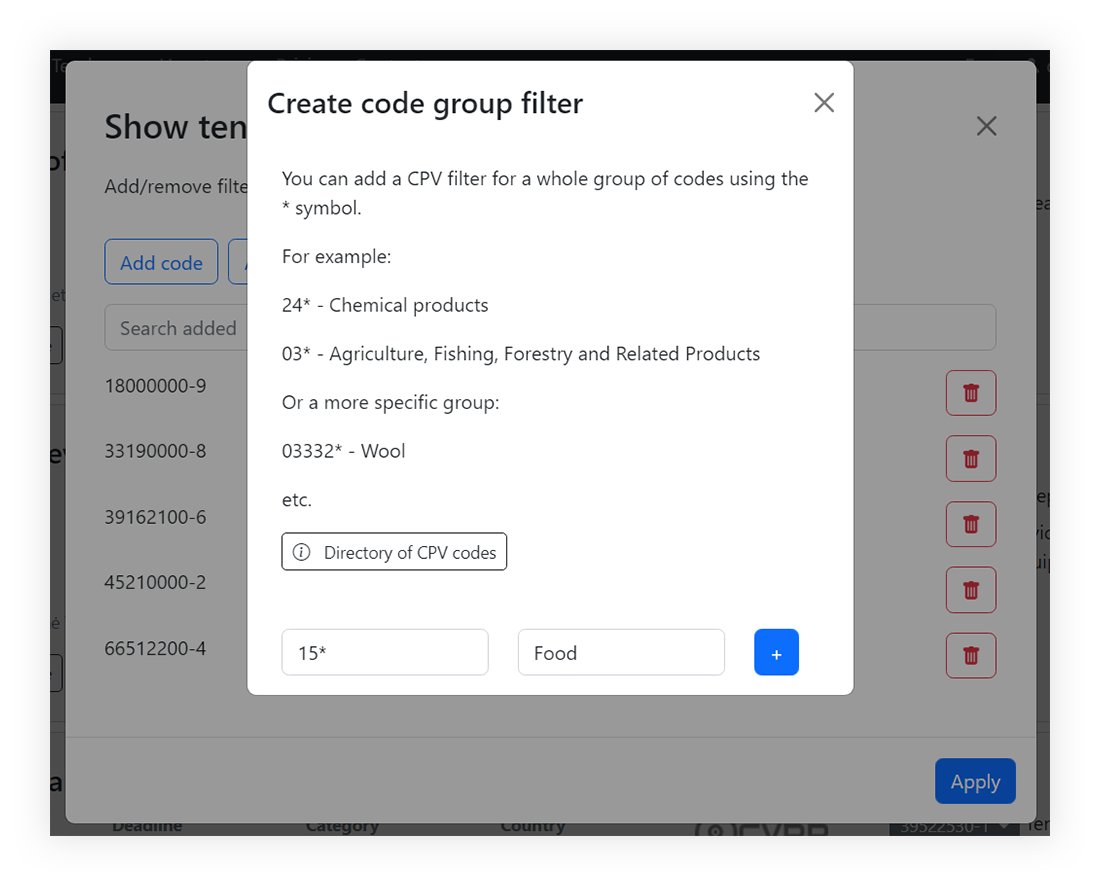 Create code group filter
Show ten
Add/remove filte
You can add a CPV filter for a whole group of codes using the
* symbol.
For example:
Add code
24* - Chemical products
Search added
03* - Agriculture, Fishing, Forestry and Related Products
18000000-9
Or a more specific group:
33190000-8
03332* - Wool
etc.
39162100-6
Directory of CPV codes
45210000-2
66512200-4
15*
Food
+
Apply
Deadline
Category
Country
39522530-1